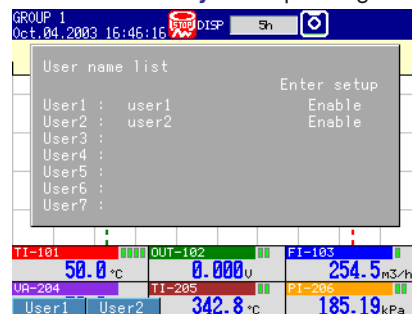 GROUP 1
Oct.04.2003 16:46:16 STOP DISP 5h
User name list
Enter setup
User1 : user1 Enable
User2 : user2 Enable
User3 :
User4 :
User5 :
User6 :
User7 :
TI-101 OUT-102 FI-103
50.0 °C 0.000 V 254.5 m3/h
VA-204 TI-205 PI-206
User1 User2 342.8 °C 185.19 kPa